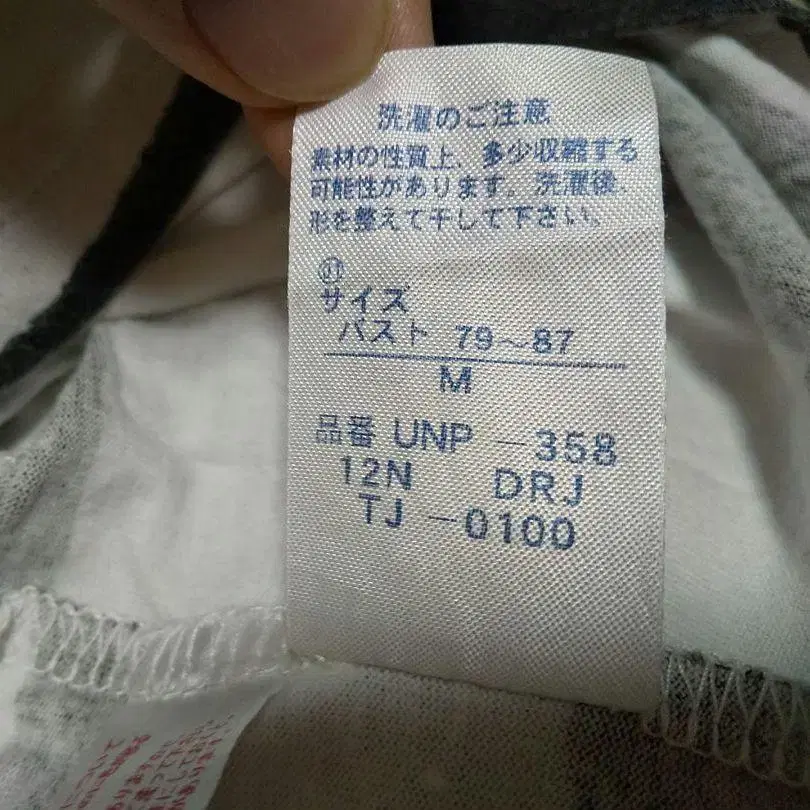 洗濯のご注意
素材の性質上、多少収縮する
可能性があります。洗濯後、
形を整えて干して下さい。
サイズ
バスト 79~87
M
品番 UNP -358
12N DRJ
TJ -0100